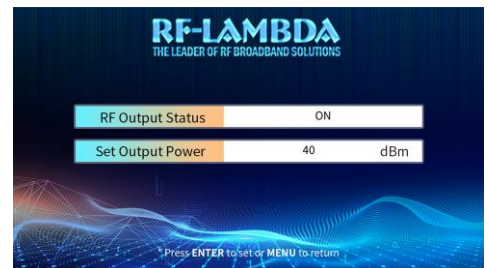 RF-LAMBDA
THE LEADER OF RF BROADBAND SOLUTIONS
RF Output Status ON
Set Output Power 40 dBm
* Press ENTER to set or MENU to return